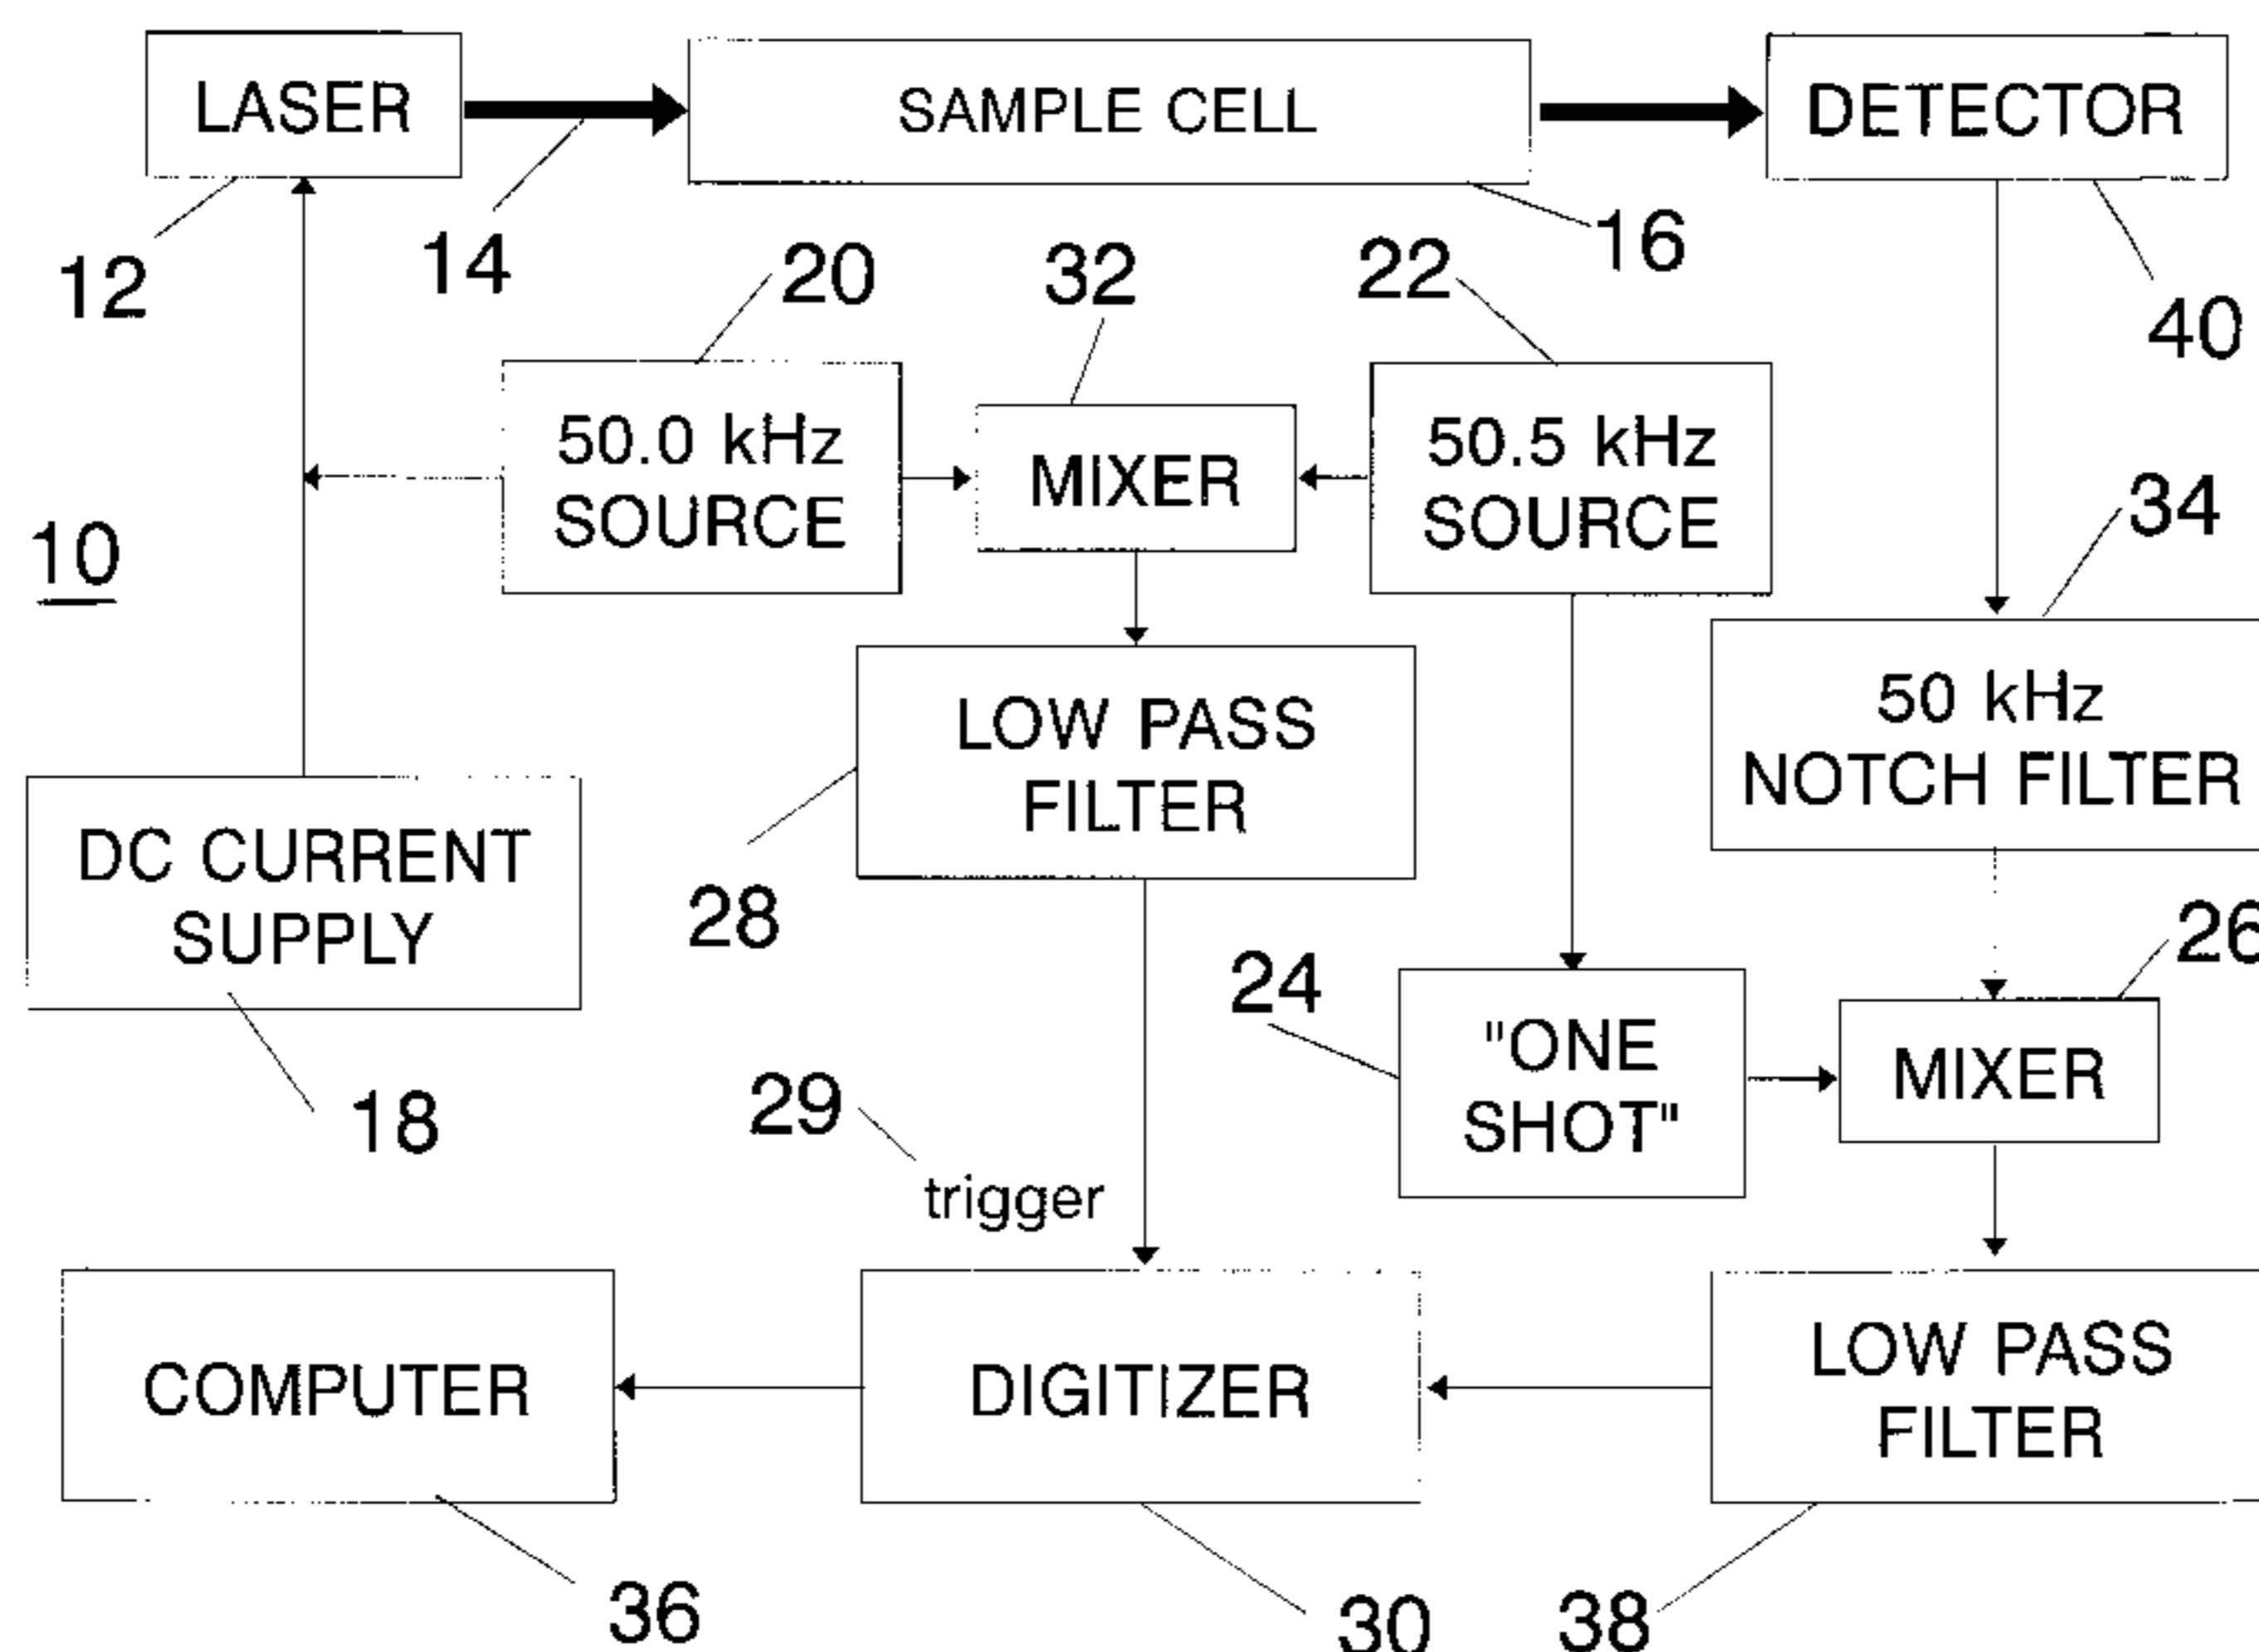 LASER
SAMPLE CELL
DETECTOR
12
14
20
32
22
16
40
50.0 kHz
SOURCE
MIXER
50.5 kHz
SOURCE
34
10
LOW PASS
FILTER
50 kHz
NOTCH FILTER
DC CURRENT
SUPPLY
28
24
26
"ONE
SHOT"
MIXER
18
29
trigger
COMPUTER
DIGITIZER
LOW PASS
FILTER
36
30
38